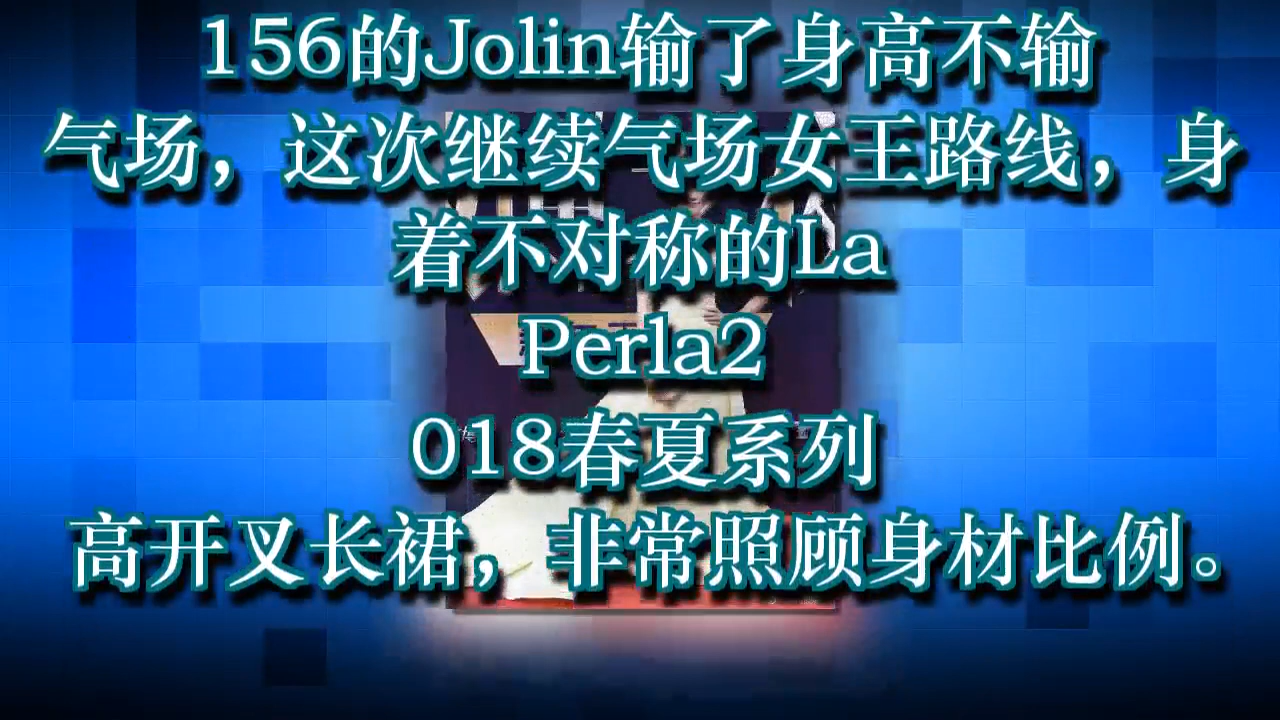 156的Jolin输了身高不输
气场，这次继续气场女王路线，身
着不对称的La
Perla2
018春夏系列
高开叉长裙，非常照顾身材比例。